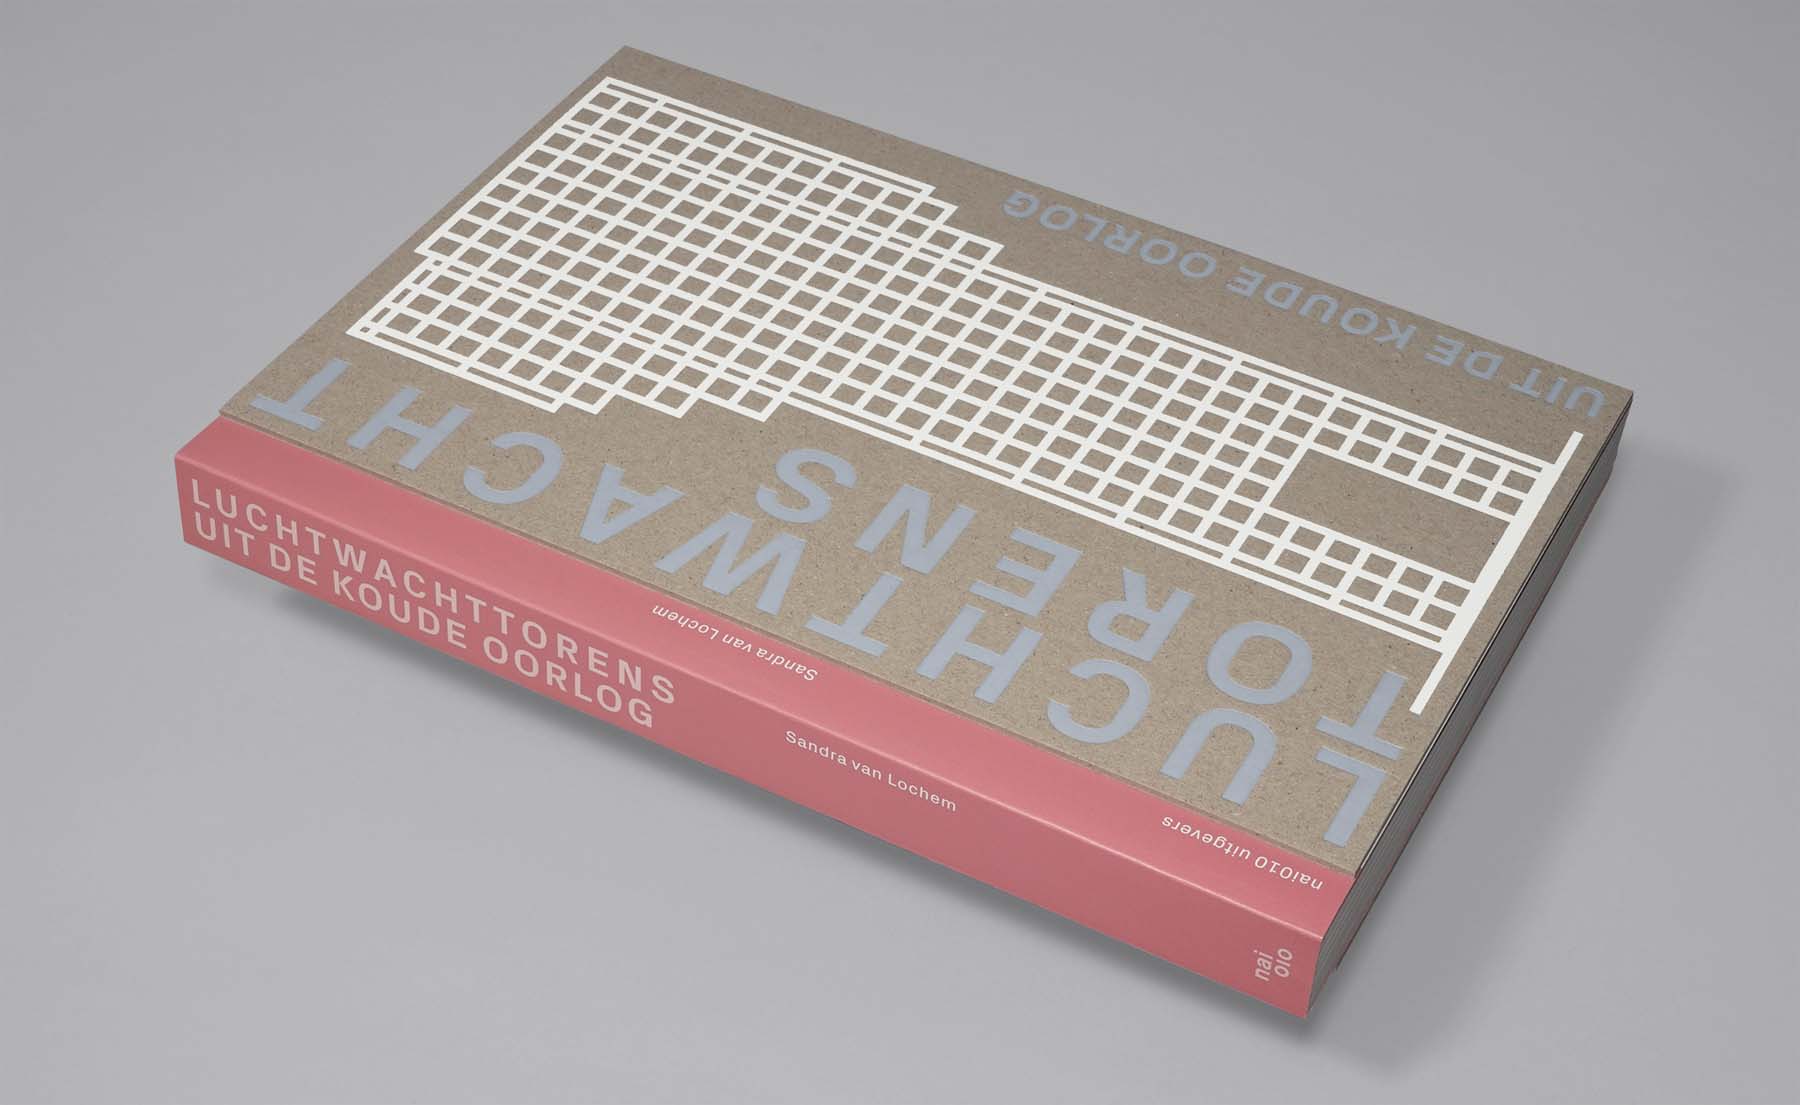 LUCHTWACHT
TORENS
UIT DE KOUDE OORLOG
Sandra van Lochem
nai010 uitgevers
LUCHTWACHTTORENS
UIT DE KOUDE OORLOG
Sandra van Lochem
nai
010